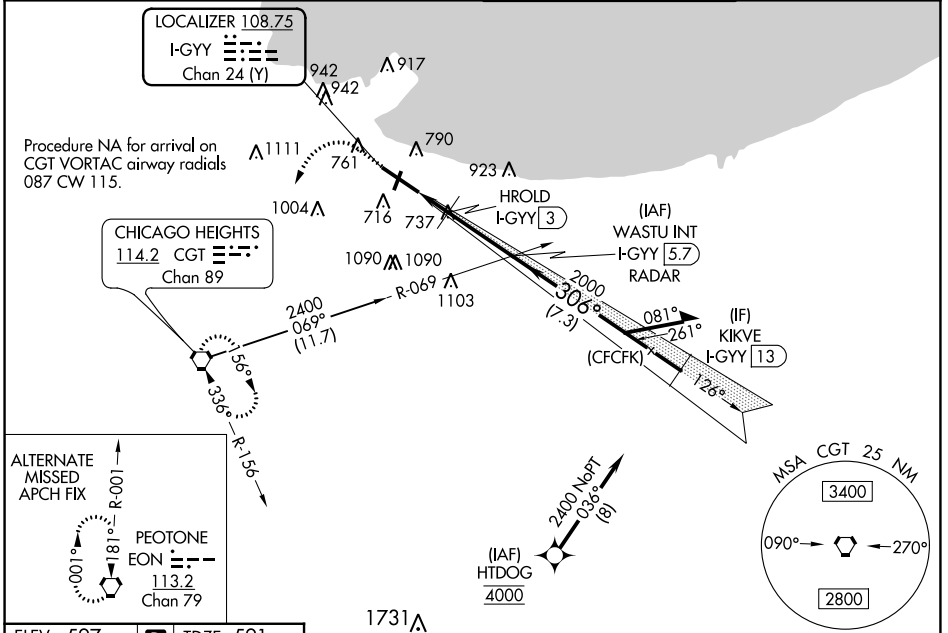 LOCALIZER 108.75
I-GYY
Chan 24 (Y)
942
942
917
Procedure NA for arrival on
CGT VORTAC airway radials
087 CW 115.
1111
761
790
923
HROLD
I-GYY 3
1004
716
737
(IAF)
WASTU INT
I-GYY 5.7
RADAR
CHICAGO HEIGHTS
114.2 CGT
Chan 89
1090
1090
R-069
1103
2400
069°
(11.7)
2000
306°
(7.3)
081°
261°
(IF)
KIKVE
I-GYY 13
(CFCFK)
126°
156°
336°
R-156
ALTERNATE
MISSED
APCH FIX
R-001
181°
001°
PEOTONE
EON
113.2
Chan 79
2400 NoPT
036°
(8)
(IAF)
HTDOG
4000
MSA CGT 25 NM
3400
090°
270°
2800
1731